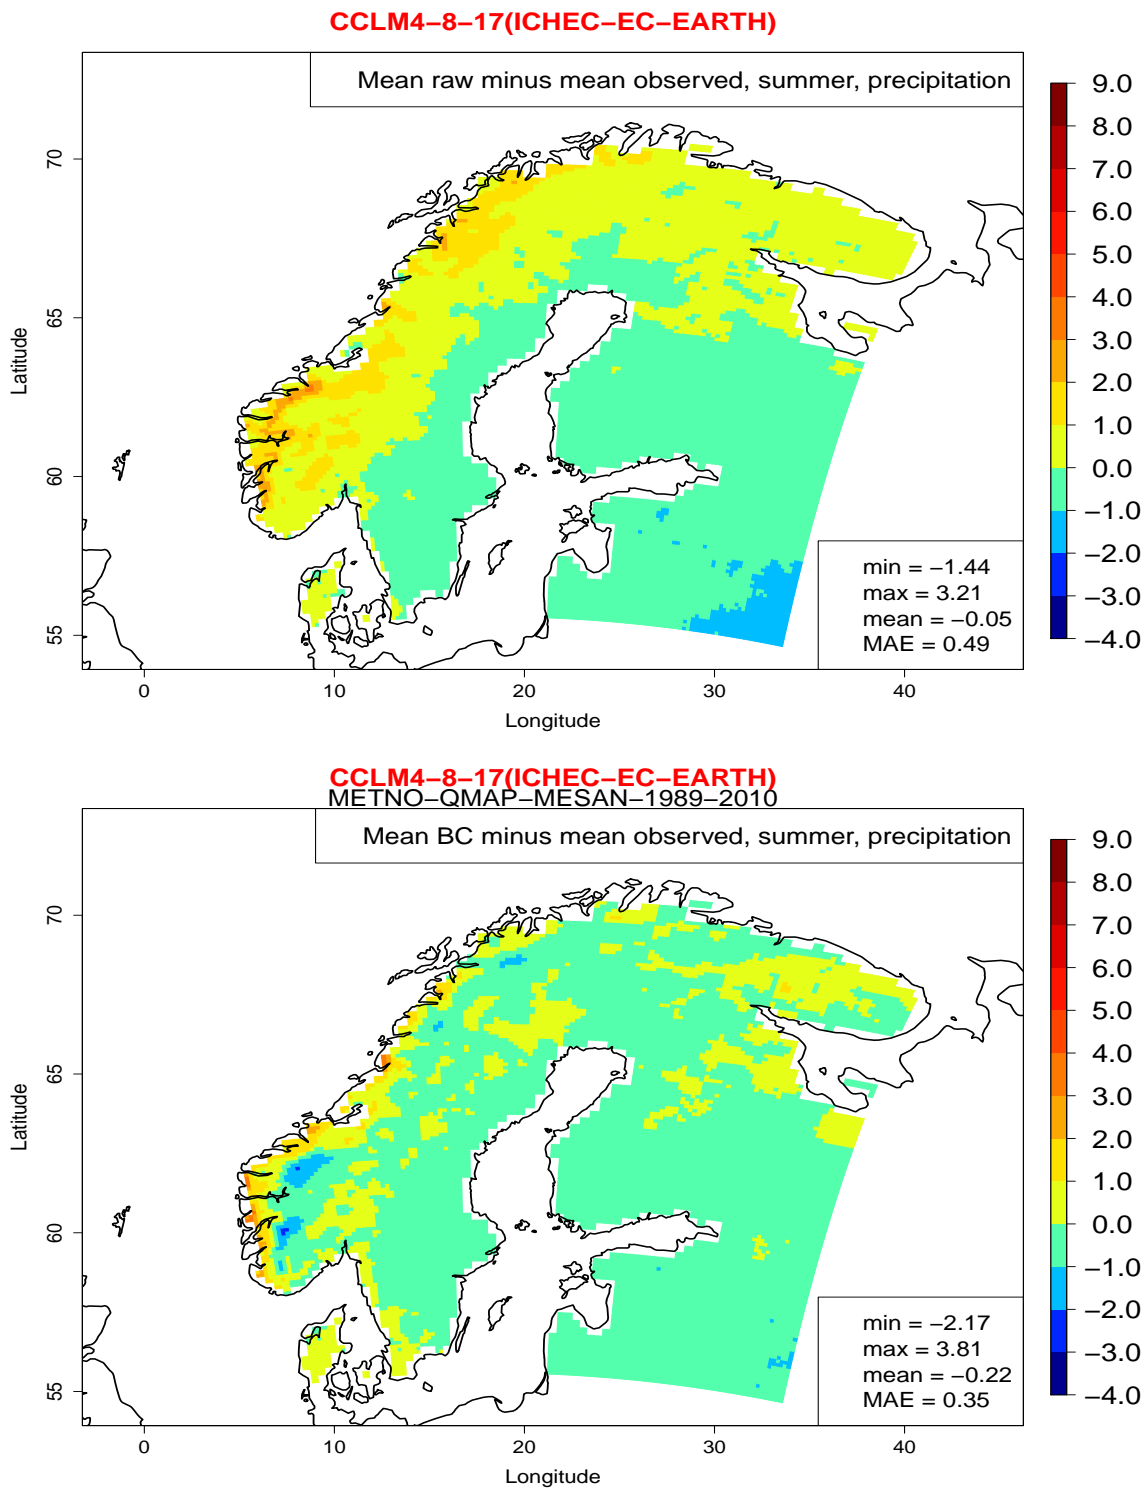 CCLM4−8−17(ICHEC−EC−EARTH)
Mean raw minus mean observed, summer, precipitation
9.0
8.0
7.0
6.0
5.0
4.0
3.0
2.0
1.0
0.0
−1.0
−2.0
−3.0
−4.0
70
65
60
55
Latitude
min = −1.44
max = 3.21
mean = −0.05
MAE = 0.49
0 10 20 30 40
Longitude
CCLM4−8−17(ICHEC−EC−EARTH)
METNO−QMAP−MESAN−1989−2010
Mean BC minus mean observed, summer, precipitation
9.0
8.0
7.0
6.0
5.0
4.0
3.0
2.0
1.0
0.0
−1.0
−2.0
−3.0
−4.0
70
65
60
55
Latitude
min = −2.17
max = 3.81
mean = −0.22
MAE = 0.35
0 10 20 30 40
Longitude